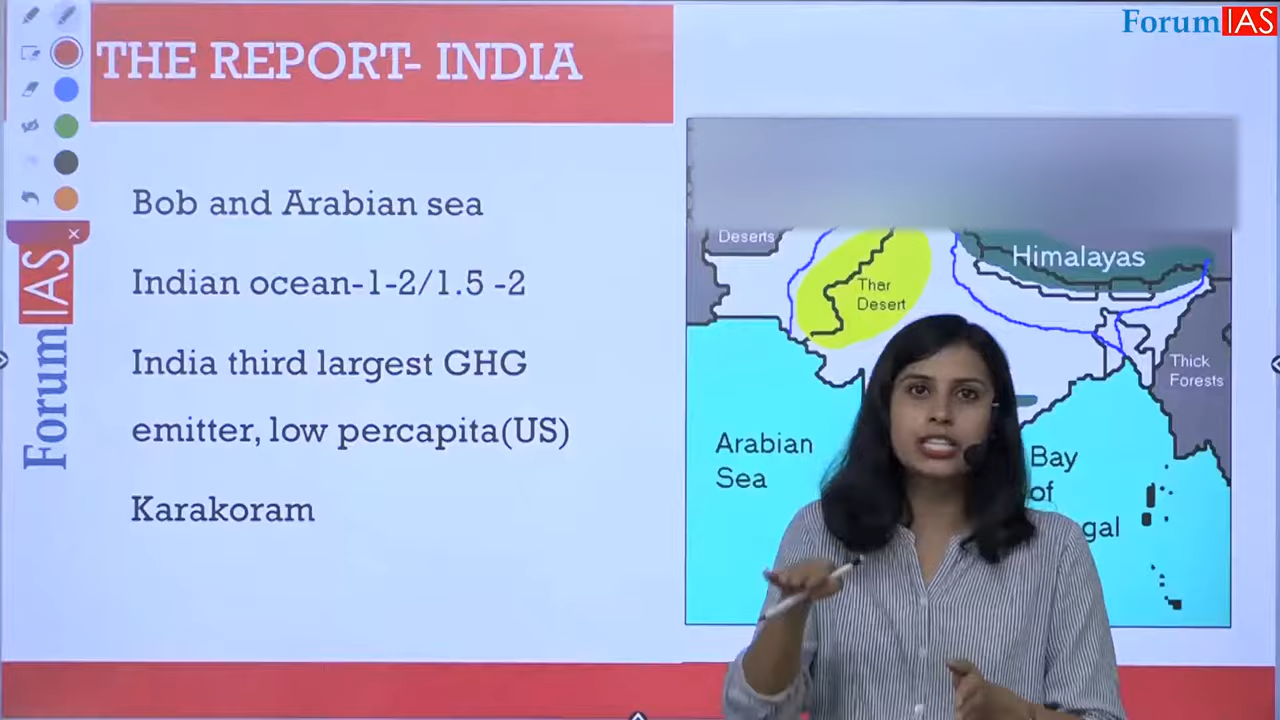 ForumIAS
THE REPORT- INDIA
Bob and Arabian sea
Indian ocean-1-2/1.5 -2
India third largest GHG
emitter, low percapita(US)
Karakoram
ForumIAS
Deserts
Himalayas
Thar
Desert
Thick
Forests
Arabian
Sea
Bay
of
gal